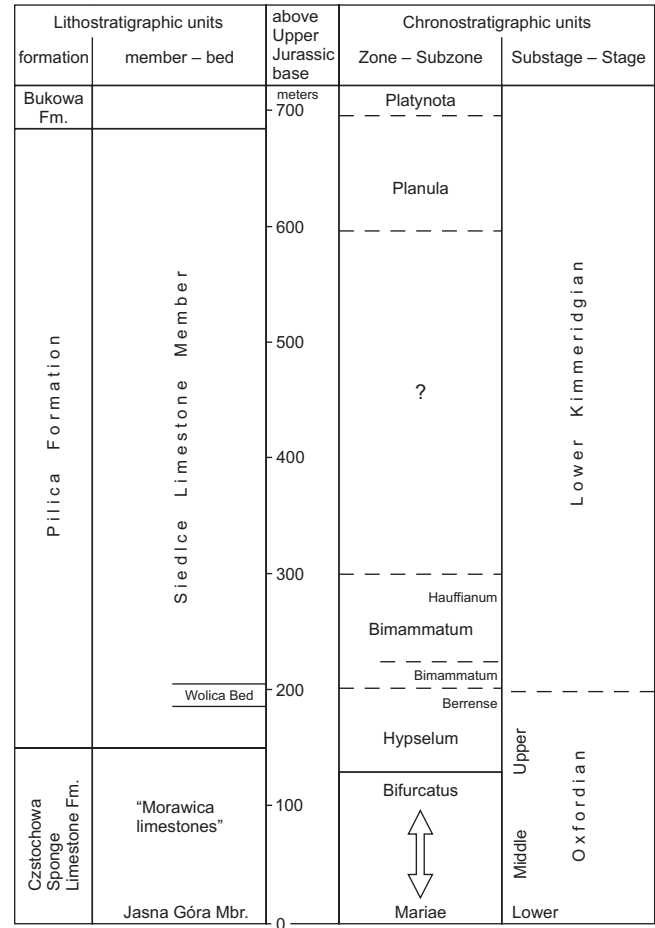 Lithostratigraphic units
above
Upper
Jurassic
base
Chronostratigraphic units
formation
member – bed
Zone – Subzone
Substage – Stage
Bukowa
Fm.
meters
700
600
500
400
300
200
100
0
Pilica Formation
Siedlce Limestone Member
Wolica Bed
Czstochowa
Sponge
Limestone Fm.
“Morawica
limestones”
Jasna Góra Mbr.
Platynota
Planula
?
Hauffianum
Bimammatum
Bimammatum
Berrense
Hypselum
Bifurcatus
Mariae
Lower Kimmeridgian
Upper
Middle
Oxfordian
Lower